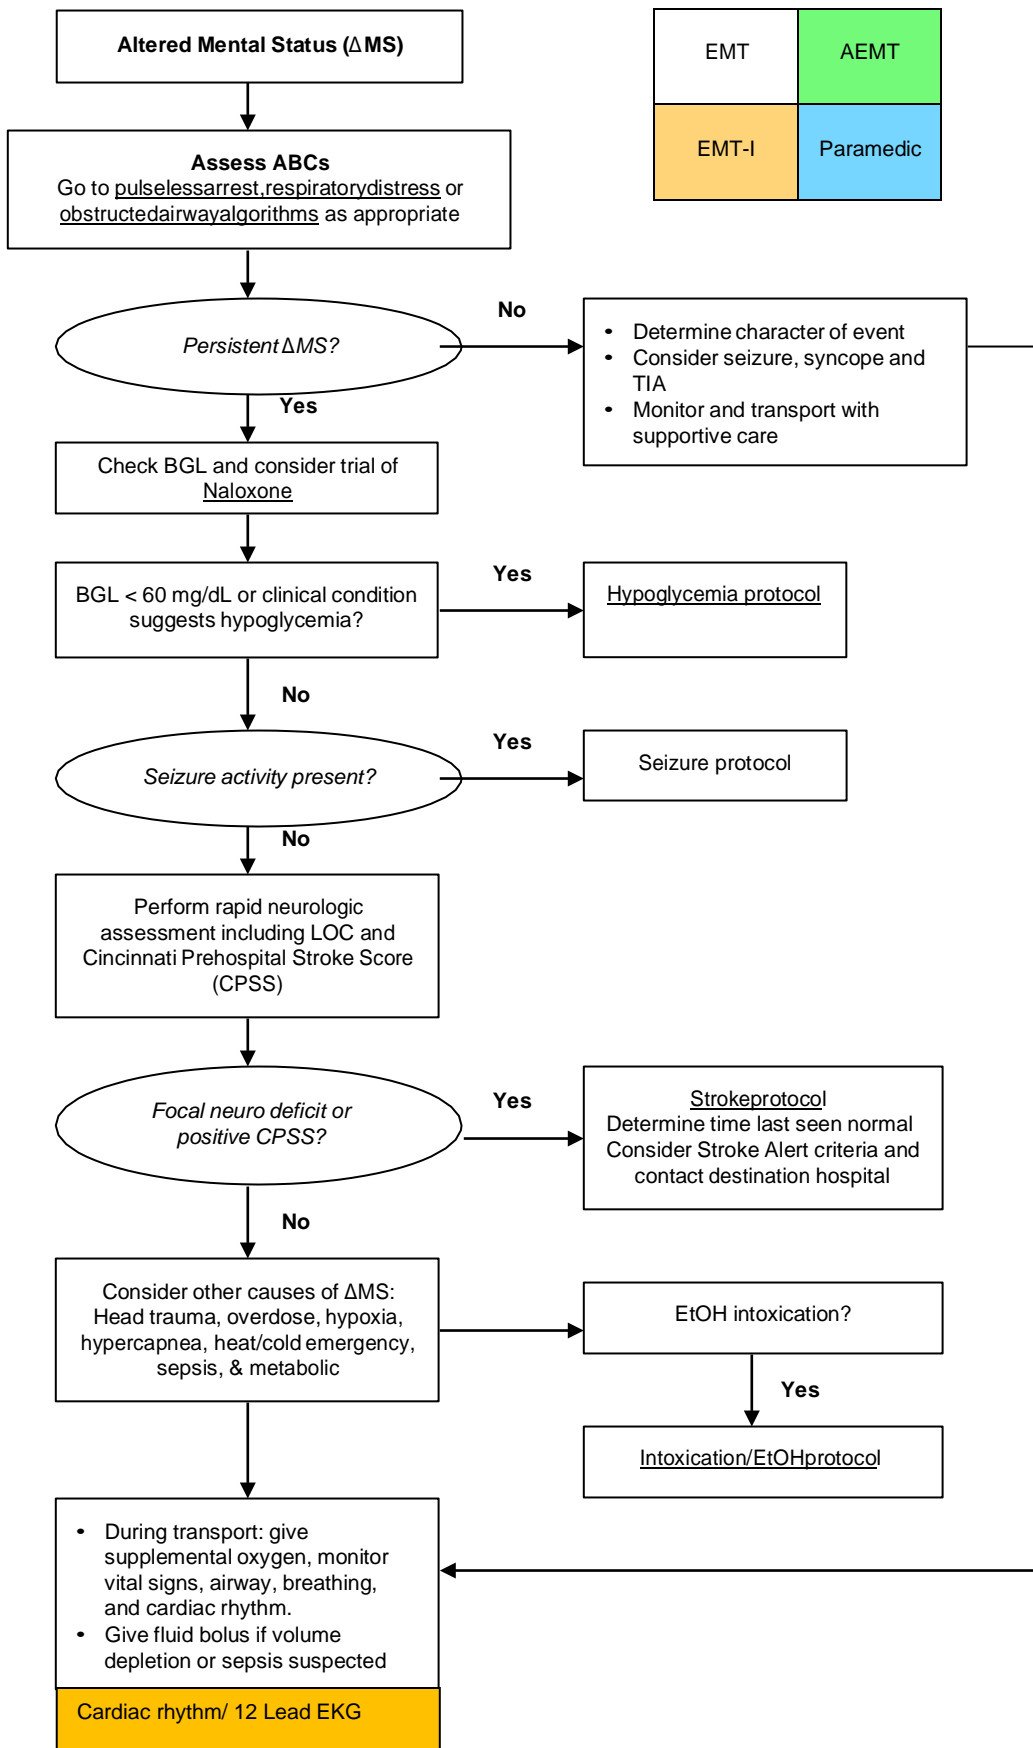 Altered Mental Status (ΔMS)
EMT
AEMT
EMT-I
Paramedic
Assess ABCs
Go to pulselessarrest,respiratorydistress or
obstructedairwayalgorithms as appropriate
Persistent ΔMS?
No
• Determine character of event
• Consider seizure, syncope and
TIA
• Monitor and transport with
supportive care
Yes
Check BGL and consider trial of
Naloxone
BGL < 60 mg/dL or clinical condition
suggests hypoglycemia?
Yes
Hypoglycemia protocol
No
Seizure activity present?
Yes
Seizure protocol
No
Perform rapid neurologic
assessment including LOC and
Cincinnati Prehospital Stroke Score
(CPSS)
Focal neuro deficit or
positive CPSS?
Yes
Strokeprotocol
Determine time last seen normal
Consider Stroke Alert criteria and
contact destination hospital
No
Consider other causes of ΔMS:
Head trauma, overdose, hypoxia,
hypercapnea, heat/cold emergency,
sepsis, & metabolic
EtOH intoxication?
Yes
Intoxication/EtOHprotocol
• During transport: give
supplemental oxygen, monitor
vital signs, airway, breathing,
and cardiac rhythm.
• Give fluid bolus if volume
depletion or sepsis suspected
Cardiac rhythm/ 12 Lead EKG